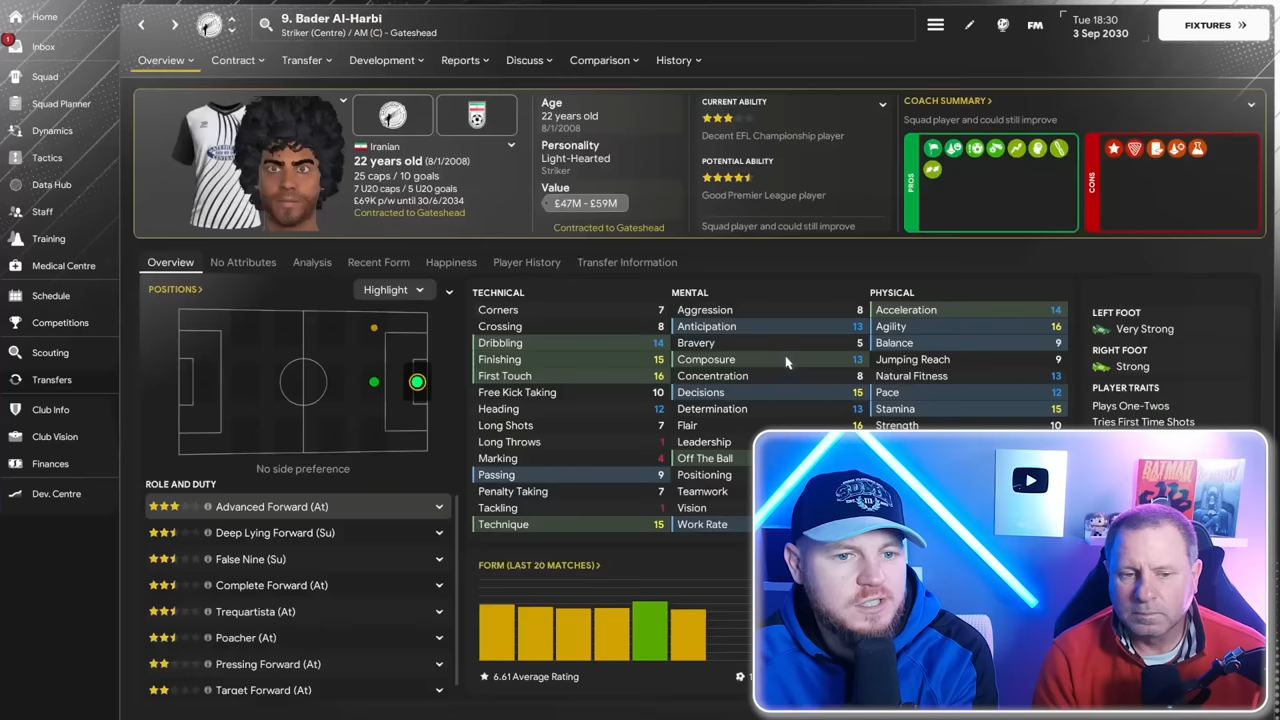 Home
1
Inbox
Squad
Squad Planner
Dynamics
Tactics
Data Hub
Staff
Training
Medical Centre
Schedule
Competitions
Scouting
Transfers
Club Info
Club Vision
Finances
Dev. Centre
9. Bader Al-Harbi
Striker (Centre) / AM (C) - Gateshead
FM
Tue 18:30
3 Sep 2030
FIXTURES
Overview
Contract
Transfer
Development
Reports
Discuss
Comparison
History
Iranian
22 years old (8/1/2008)
25 caps / 10 goals
7 U20 caps / 5 U20 goals
£69K p/w until 30/6/2034
Contracted to Gateshead
Age
22 years old
8/1/2008
Personality
Light-Hearted
Striker
Value
£47M - £59M
Contracted to Gateshead
CURRENT ABILITY
Decent EFL Championship player
POTENTIAL ABILITY
Good Premier League player
Squad player and could still improve
COACH SUMMARY
Squad player and could still improve
PROS
CONS
Overview
No Attributes
Analysis
Recent Form
Happiness
Player History
Transfer Information
POSITIONS
Highlight
No side preference
ROLE AND DUTY
Advanced Forward (At)
Deep Lying Forward (Su)
False Nine (Su)
Complete Forward (At)
Trequartista (At)
Poacher (At)
Pressing Forward (At)
Target Forward (At)
TECHNICAL
Corners 7
Crossing 8
Dribbling 14
Finishing 15
First Touch 16
Free Kick Taking 10
Heading 12
Long Shots 7
Long Throws 1
Marking 4
Passing 9
Penalty Taking 7
Tackling 1
Technique 15
MENTAL
Aggression 8
Anticipation 13
Bravery 5
Composure 13
Concentration 8
Decisions 15
Determination 13
Flair 16
Leadership
Off The Ball
Positioning
Teamwork
Vision
Work Rate
PHYSICAL
Acceleration 14
Agility 16
Balance 9
Jumping Reach 9
Natural Fitness 13
Pace 12
Stamina 15
Strength 10
LEFT FOOT
Very Strong
RIGHT FOOT
Strong
PLAYER TRAITS
Plays One-Twos
Tries First Time Shots
FORM (LAST 20 MATCHES)
6.61 Average Rating
BATMAN